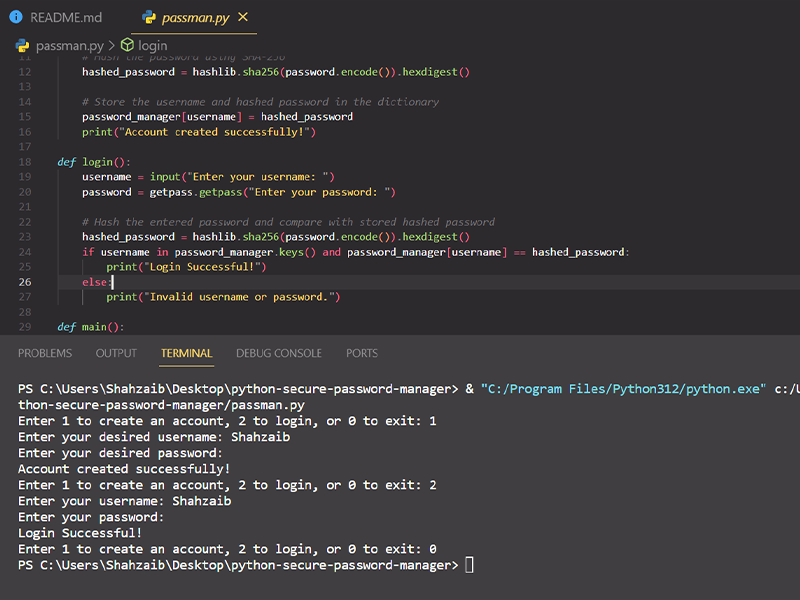 README.md
passman.py
passman.py > login
11 # Hash the password using SHA-256
12 hashed_password = hashlib.sha256(password.encode()).hexdigest()
13
14 # Store the username and hashed password in the dictionary
15 password_manager[username] = hashed_password
16 print("Account created successfully!")
17
18 def login():
19 username = input("Enter your username: ")
20 password = getpass.getpass("Enter your password: ")
21
22 # Hash the entered password and compare with stored hashed password
23 hashed_password = hashlib.sha256(password.encode()).hexdigest()
24 if username in password_manager.keys() and password_manager[username] == hashed_password:
25 print("Login Successful!")
26 else:
27 print("Invalid username or password.")
28
29 def main():
PROBLEMS OUTPUT TERMINAL DEBUG CONSOLE PORTS
PS C:\Users\Shahzaib\Desktop\python-secure-password-manager> & "C:/Program Files/Python312/python.exe" c:/U
thon-secure-password-manager/passman.py
Enter 1 to create an account, 2 to login, or 0 to exit: 1
Enter your desired username: Shahzaib
Enter your desired password:
Account created successfully!
Enter 1 to create an account, 2 to login, or 0 to exit: 2
Enter your username: Shahzaib
Enter your password:
Login Successful!
Enter 1 to create an account, 2 to login, or 0 to exit: 0
PS C:\Users\Shahzaib\Desktop\python-secure-password-manager>